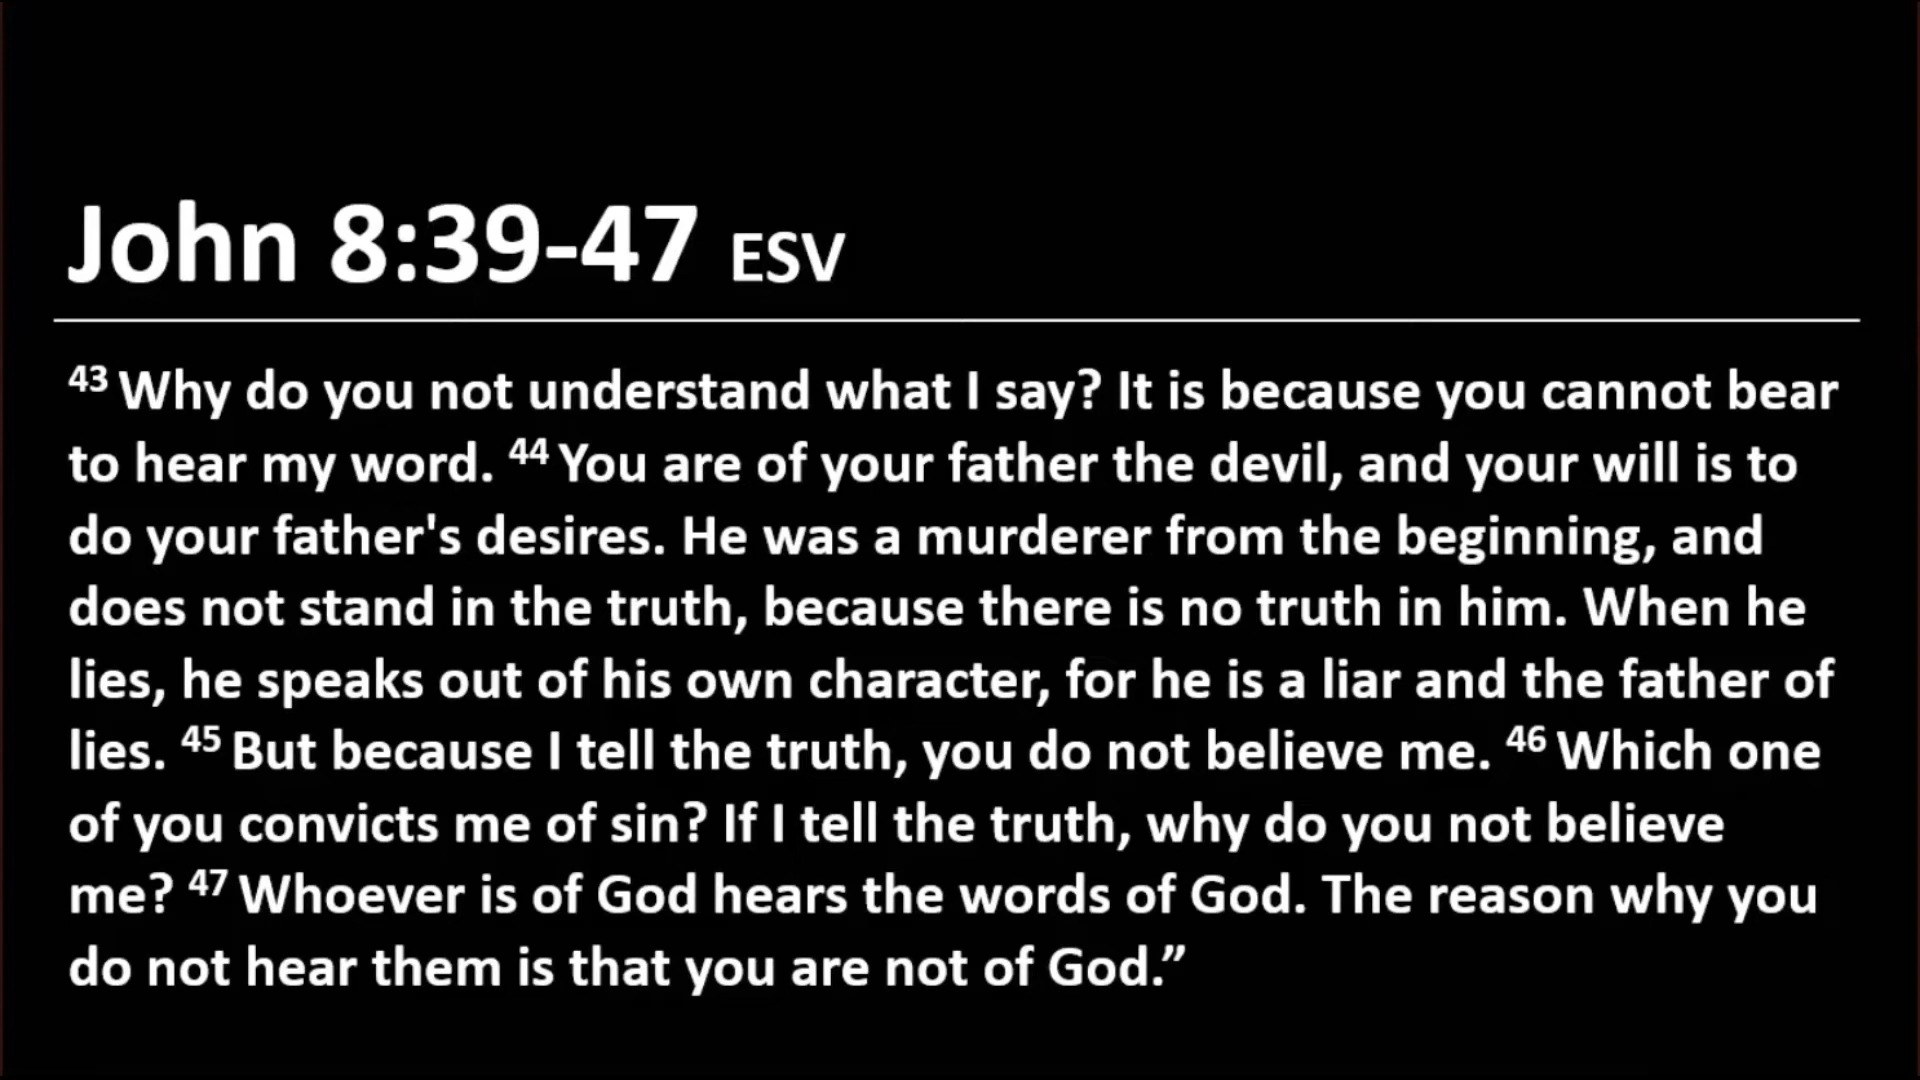 John 8:39-47 ESV
43 Why do you not understand what I say? It is because you cannot bear
to hear my word. 44 You are of your father the devil, and your will is to
do your father's desires. He was a murderer from the beginning, and
does not stand in the truth, because there is no truth in him. When he
lies, he speaks out of his own character, for he is a liar and the father of
lies. 45 But because I tell the truth, you do not believe me. 46 Which one
of you convicts me of sin? If I tell the truth, why do you not believe
me? 47 Whoever is of God hears the words of God. The reason why you
do not hear them is that you are not of God.”